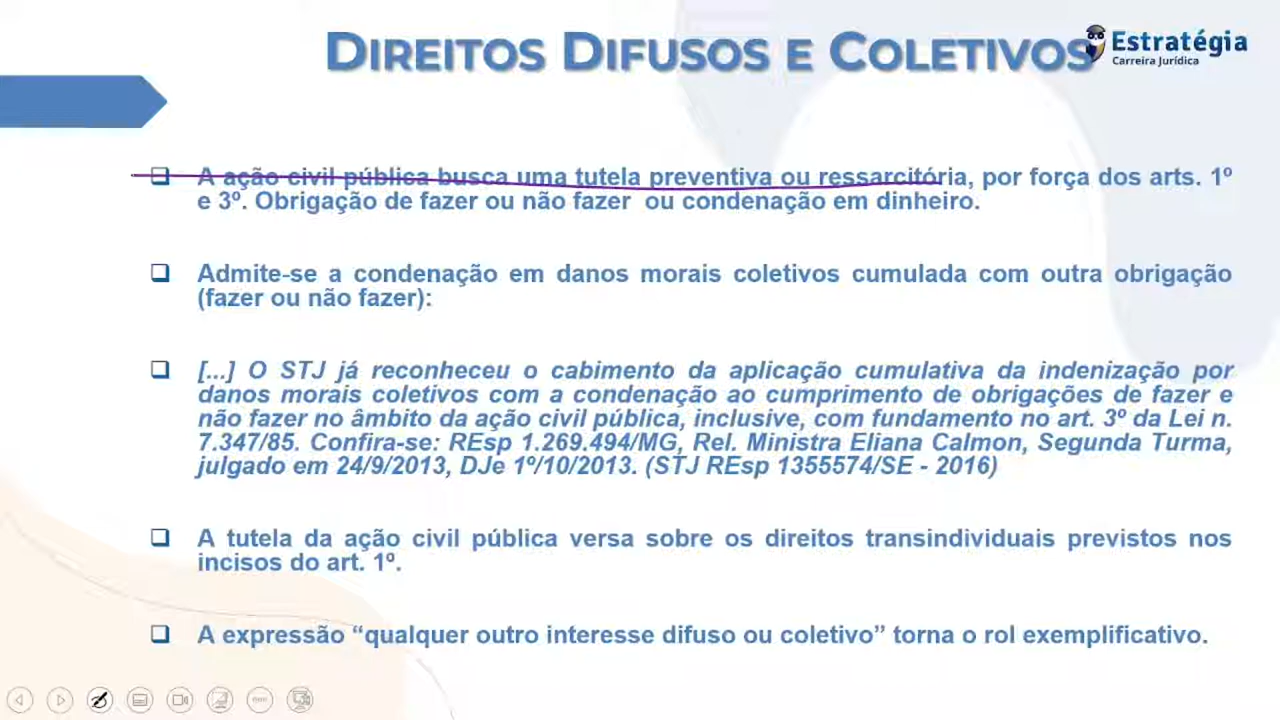 DIREITOS DIFUSOS E COLETIVOS
Estratégia
Carreira Jurídica
❑ A ação civil pública busca uma tutela preventiva ou ressarcitória, por força dos arts. 1º
e 3º. Obrigação de fazer ou não fazer ou condenação em dinheiro.
❑ Admite-se a condenação em danos morais coletivos cumulada com outra obrigação
(fazer ou não fazer):
❑ [...] O STJ já reconheceu o cabimento da aplicação cumulativa da indenização por
danos morais coletivos com a condenação ao cumprimento de obrigações de fazer e
não fazer no âmbito da ação civil pública, inclusive, com fundamento no art. 3º da Lei n.
7.347/85. Confira-se: REsp 1.269.494/MG, Rel. Ministra Eliana Calmon, Segunda Turma,
julgado em 24/9/2013, DJe 1º/10/2013. (STJ REsp 1355574/SE - 2016)
❑ A tutela da ação civil pública versa sobre os direitos transindividuais previstos nos
incisos do art. 1º.
❑ A expressão “qualquer outro interesse difuso ou coletivo” torna o rol exemplificativo.